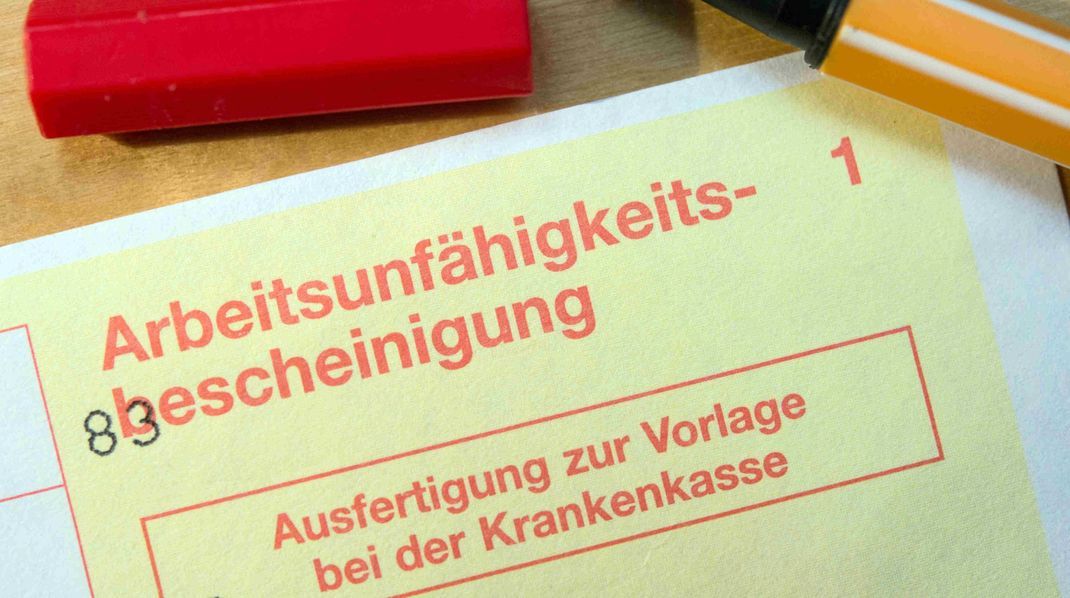 Arbeitsunfähigkeits-
bescheinigung
1
83
Ausfertigung zur Vorlage
bei der Krankenkasse